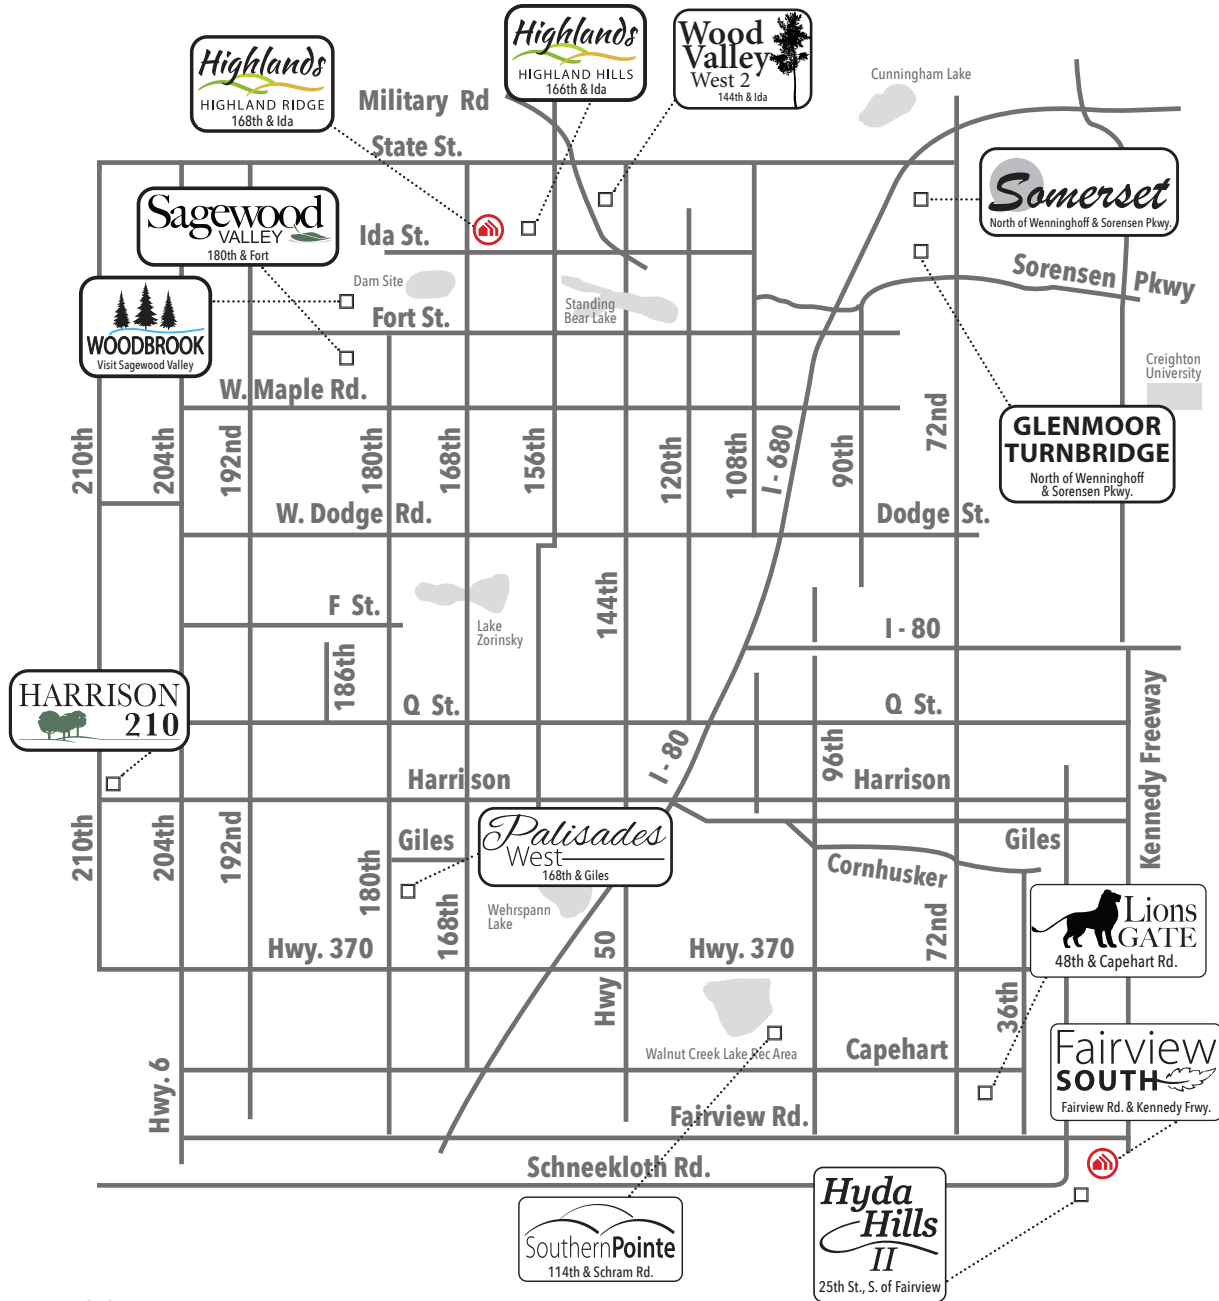 Highlands
HIGHLAND RIDGE
168th & Ida
Highlands
HIGHLAND HILLS
166th & Ida
Wood
Valley
West 2
144th & Ida
Cunningham Lake
Military Rd
State St.
Somerset
North of Wenninghoff & Sorensen Pkwy.
Sagewood
VALLEY
180th & Fort
Ida St.
Dam Site
Standing
Bear Lake
Sorensen Pkwy
WOODBROOK
Visit Sagewood Valley
Fort St.
Creighton
University
W. Maple Rd.
GLENMOOR
TURNBRIDGE
North of Wenninghoff
& Sorensen Pkwy.
210th
204th
192nd
180th
168th
156th
120th
108th
I - 680
90th
72nd
W. Dodge Rd.
Dodge St.
F St.
Lake
Zorinsky
144th
I - 80
186th
HARRISON
210
Q St.
Q St.
Kennedy Freeway
I - 80
96th
Harrison
Harrison
210th
204th
192nd
180th
Giles
Palisades
West
168th & Giles
Giles
Cornhusker
168th
Wehrspann
Lake
72nd
Lions
GATE
48th & Capehart Rd.
Hwy. 370
Hwy 50
Hwy. 370
36th
Walnut Creek Lake Rec Area
Capehart
Fairview
SOUTH
Fairview Rd. & Kennedy Frwy.
Hwy. 6
Fairview Rd.
Schneekloth Rd.
SouthernPointe
114th & Schram Rd.
Hyda
Hills
II
25th St., S. of Fairview